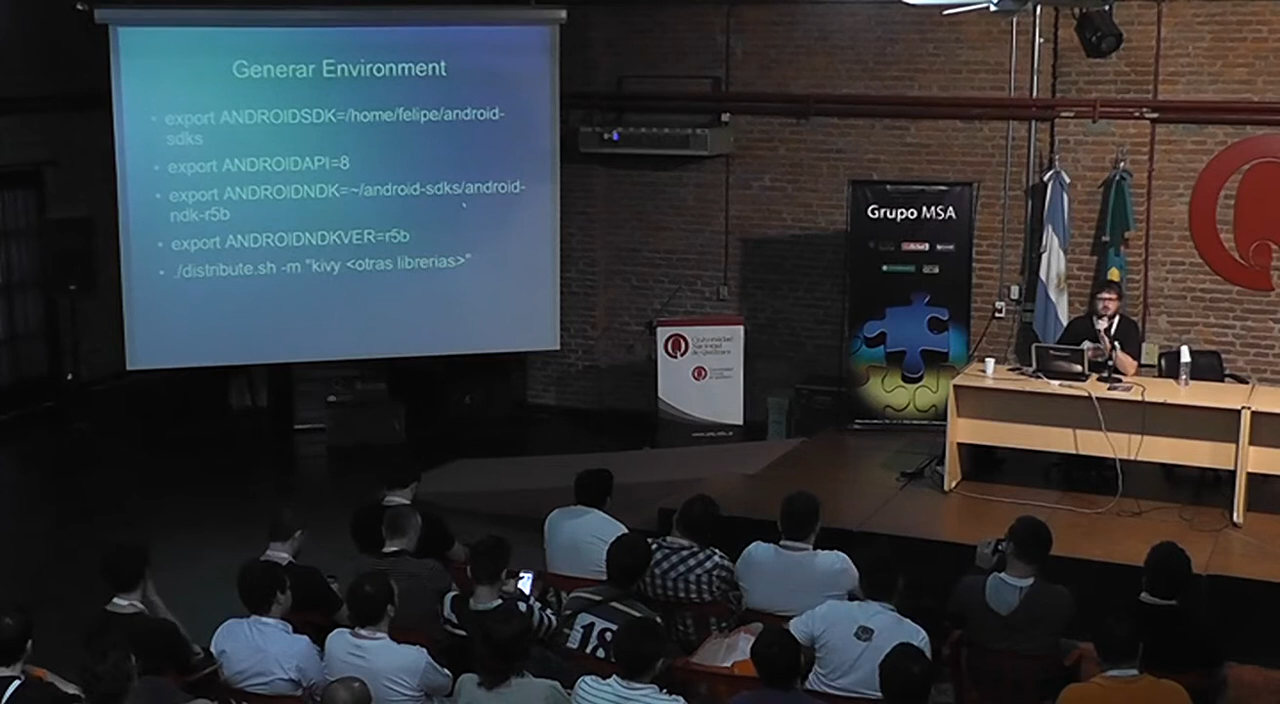 Generar Environment
• export ANDROIDSDK=/home/felipe/android-
sdks
• export ANDROIDAPI=8
• export ANDROIDNDK=~/android-sdks/android-
ndk-r5b
• export ANDROIDNDKVER=r5b
• ./distribute.sh -m "kivy <otras librerias>"
Grupo MSA
Universidad
Nacional
de Quilmes
18